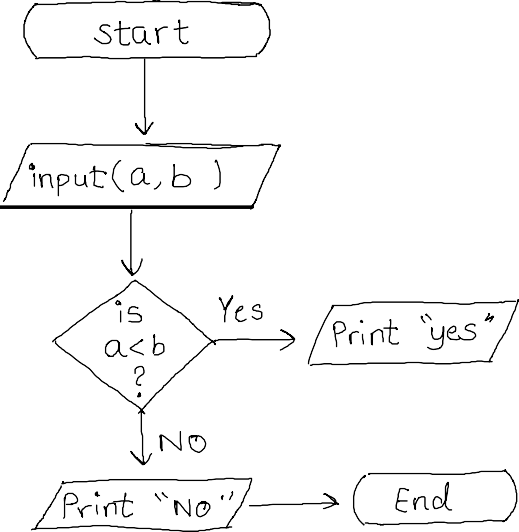 start
input(a, b )
is
a<b
?
Yes
Print "yes"
NO
Print "NO"
End